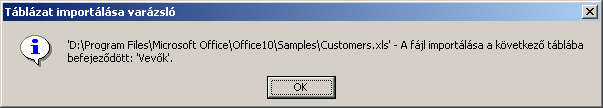 Táblázat importálása varázsló
'D:\Program Files\Microsoft Office\Office10\Samples\Customers.xls' - A fájl importálása a következő táblába
befejeződött: 'Vevők'.
OK